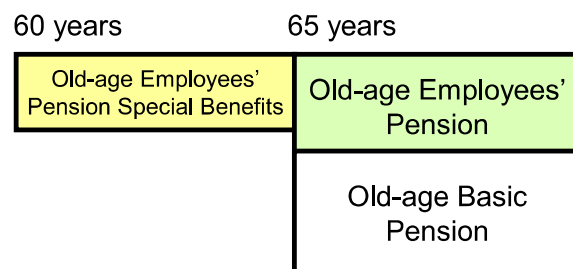 60 years
65 years
Old-age Employees’
Pension Special Benefits
Old-age Employees’
Pension
Old-age Basic
Pension